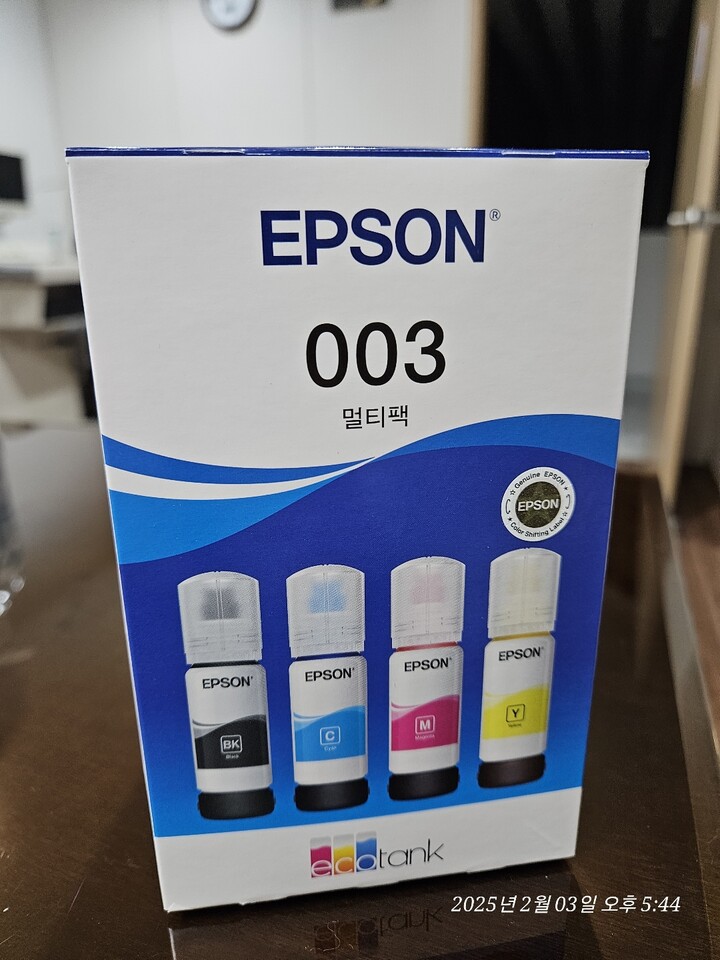 EPSON®
003
멀티팩
☆ Genuine EPSON ☆
EPSON
Color Shifting Label
EPSON
BK
Black
EPSON
C
Cyan
EPSON
M
Magenta
EPSON
Y
Yellow
ecotank
2025년 2월 03일 오후 5:44